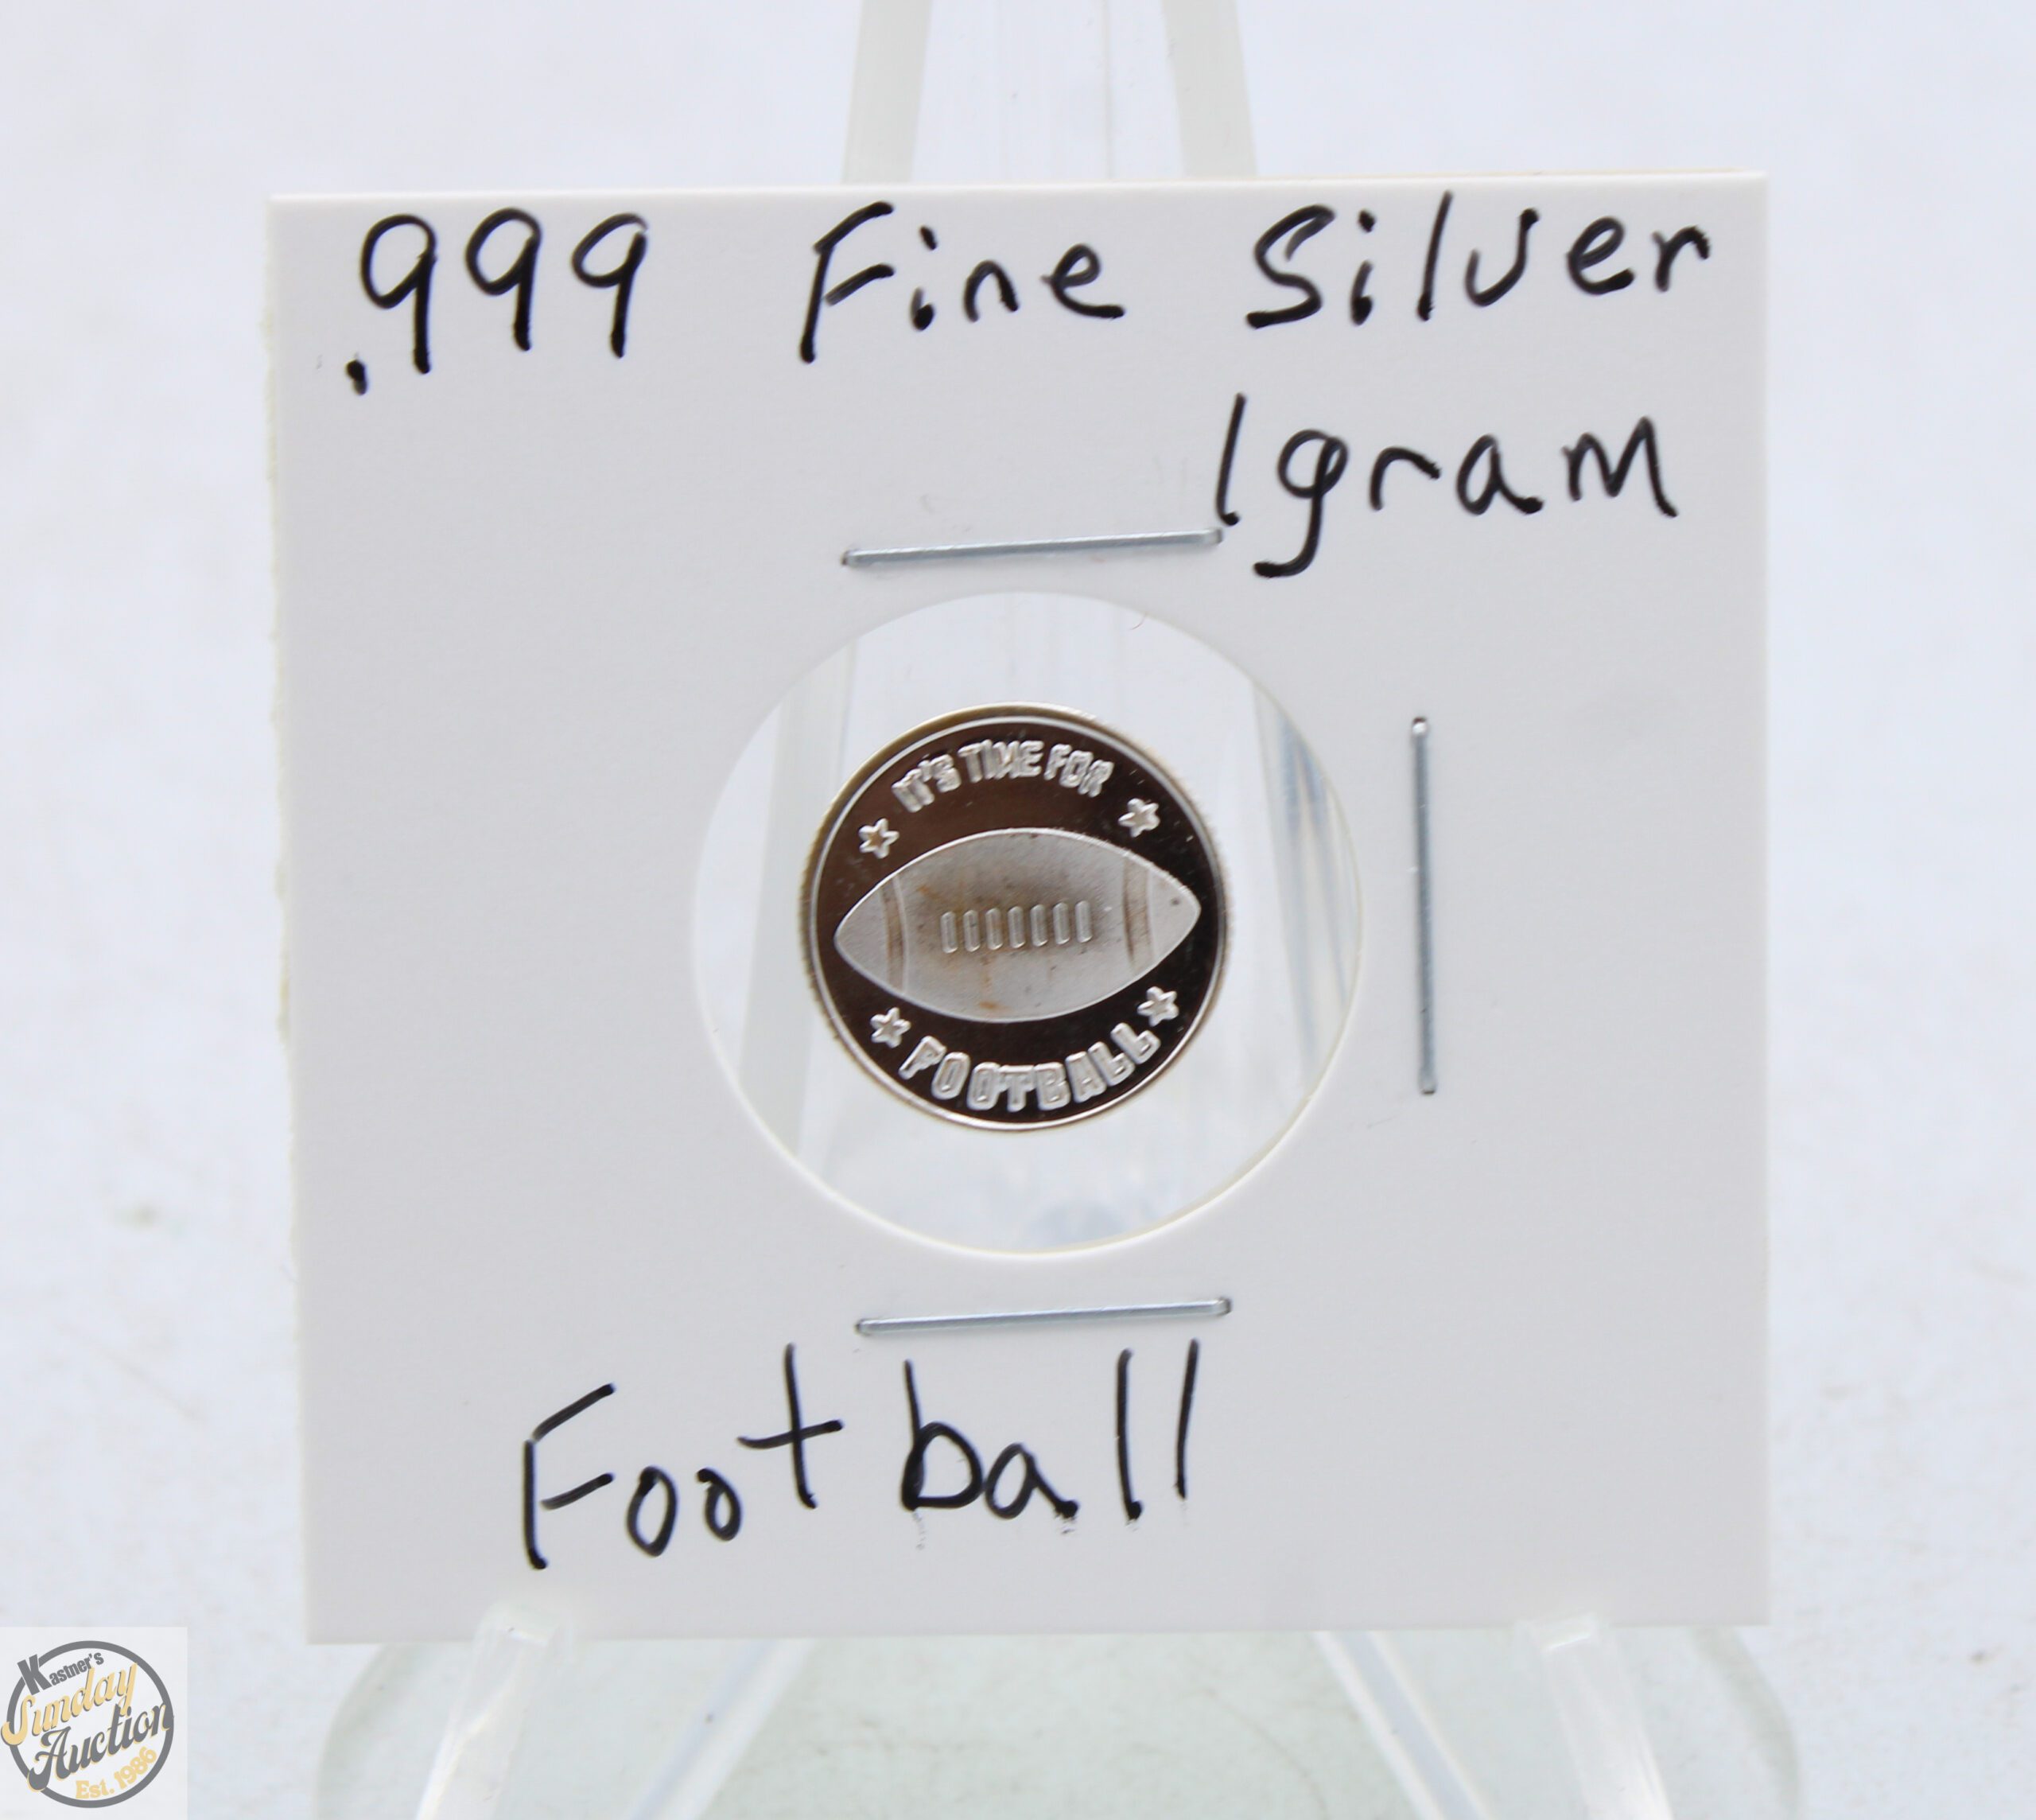 .999 Fine Silver
1gram
IT'S TIME FOR
FOOTBALL
Football
Kastner's
Sunday
Auction
Est. 1986